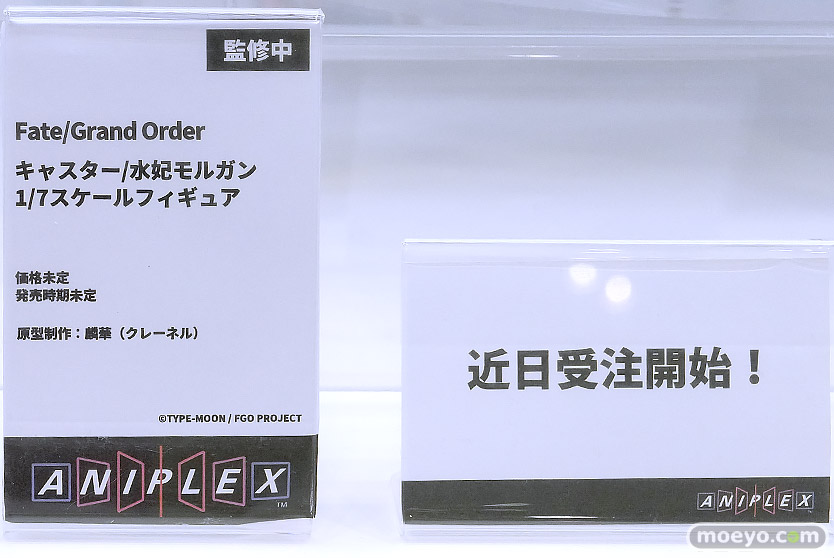 監修中
Fate/Grand Order
キャスター/水妃モルガン
1/7スケールフィギュア
価格未定
発売時期未定
原型制作：麟華（クレーネル）
©TYPE-MOON / FGO PROJECT
ANIPLEX
TM
近日受注開始！
ANIPLEX
moeyo.com